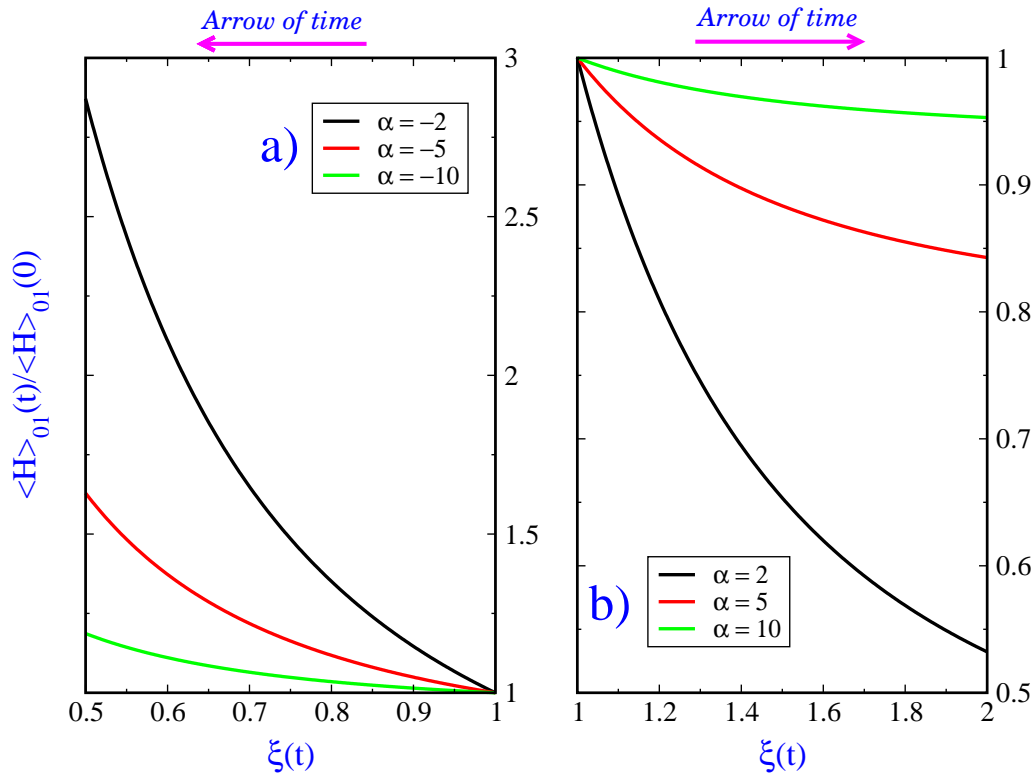 Arrow of time
Arrow of time
a)
α = −2
α = −5
α = −10
3
2.5
2
1.5
1
<H>01(t)/<H>01(0)
0.5 0.6 0.7 0.8 0.9 1
ξ(t)
b)
α = 2
α = 5
α = 10
1
0.9
0.8
0.7
0.6
0.5
1 1.2 1.4 1.6 1.8 2
ξ(t)